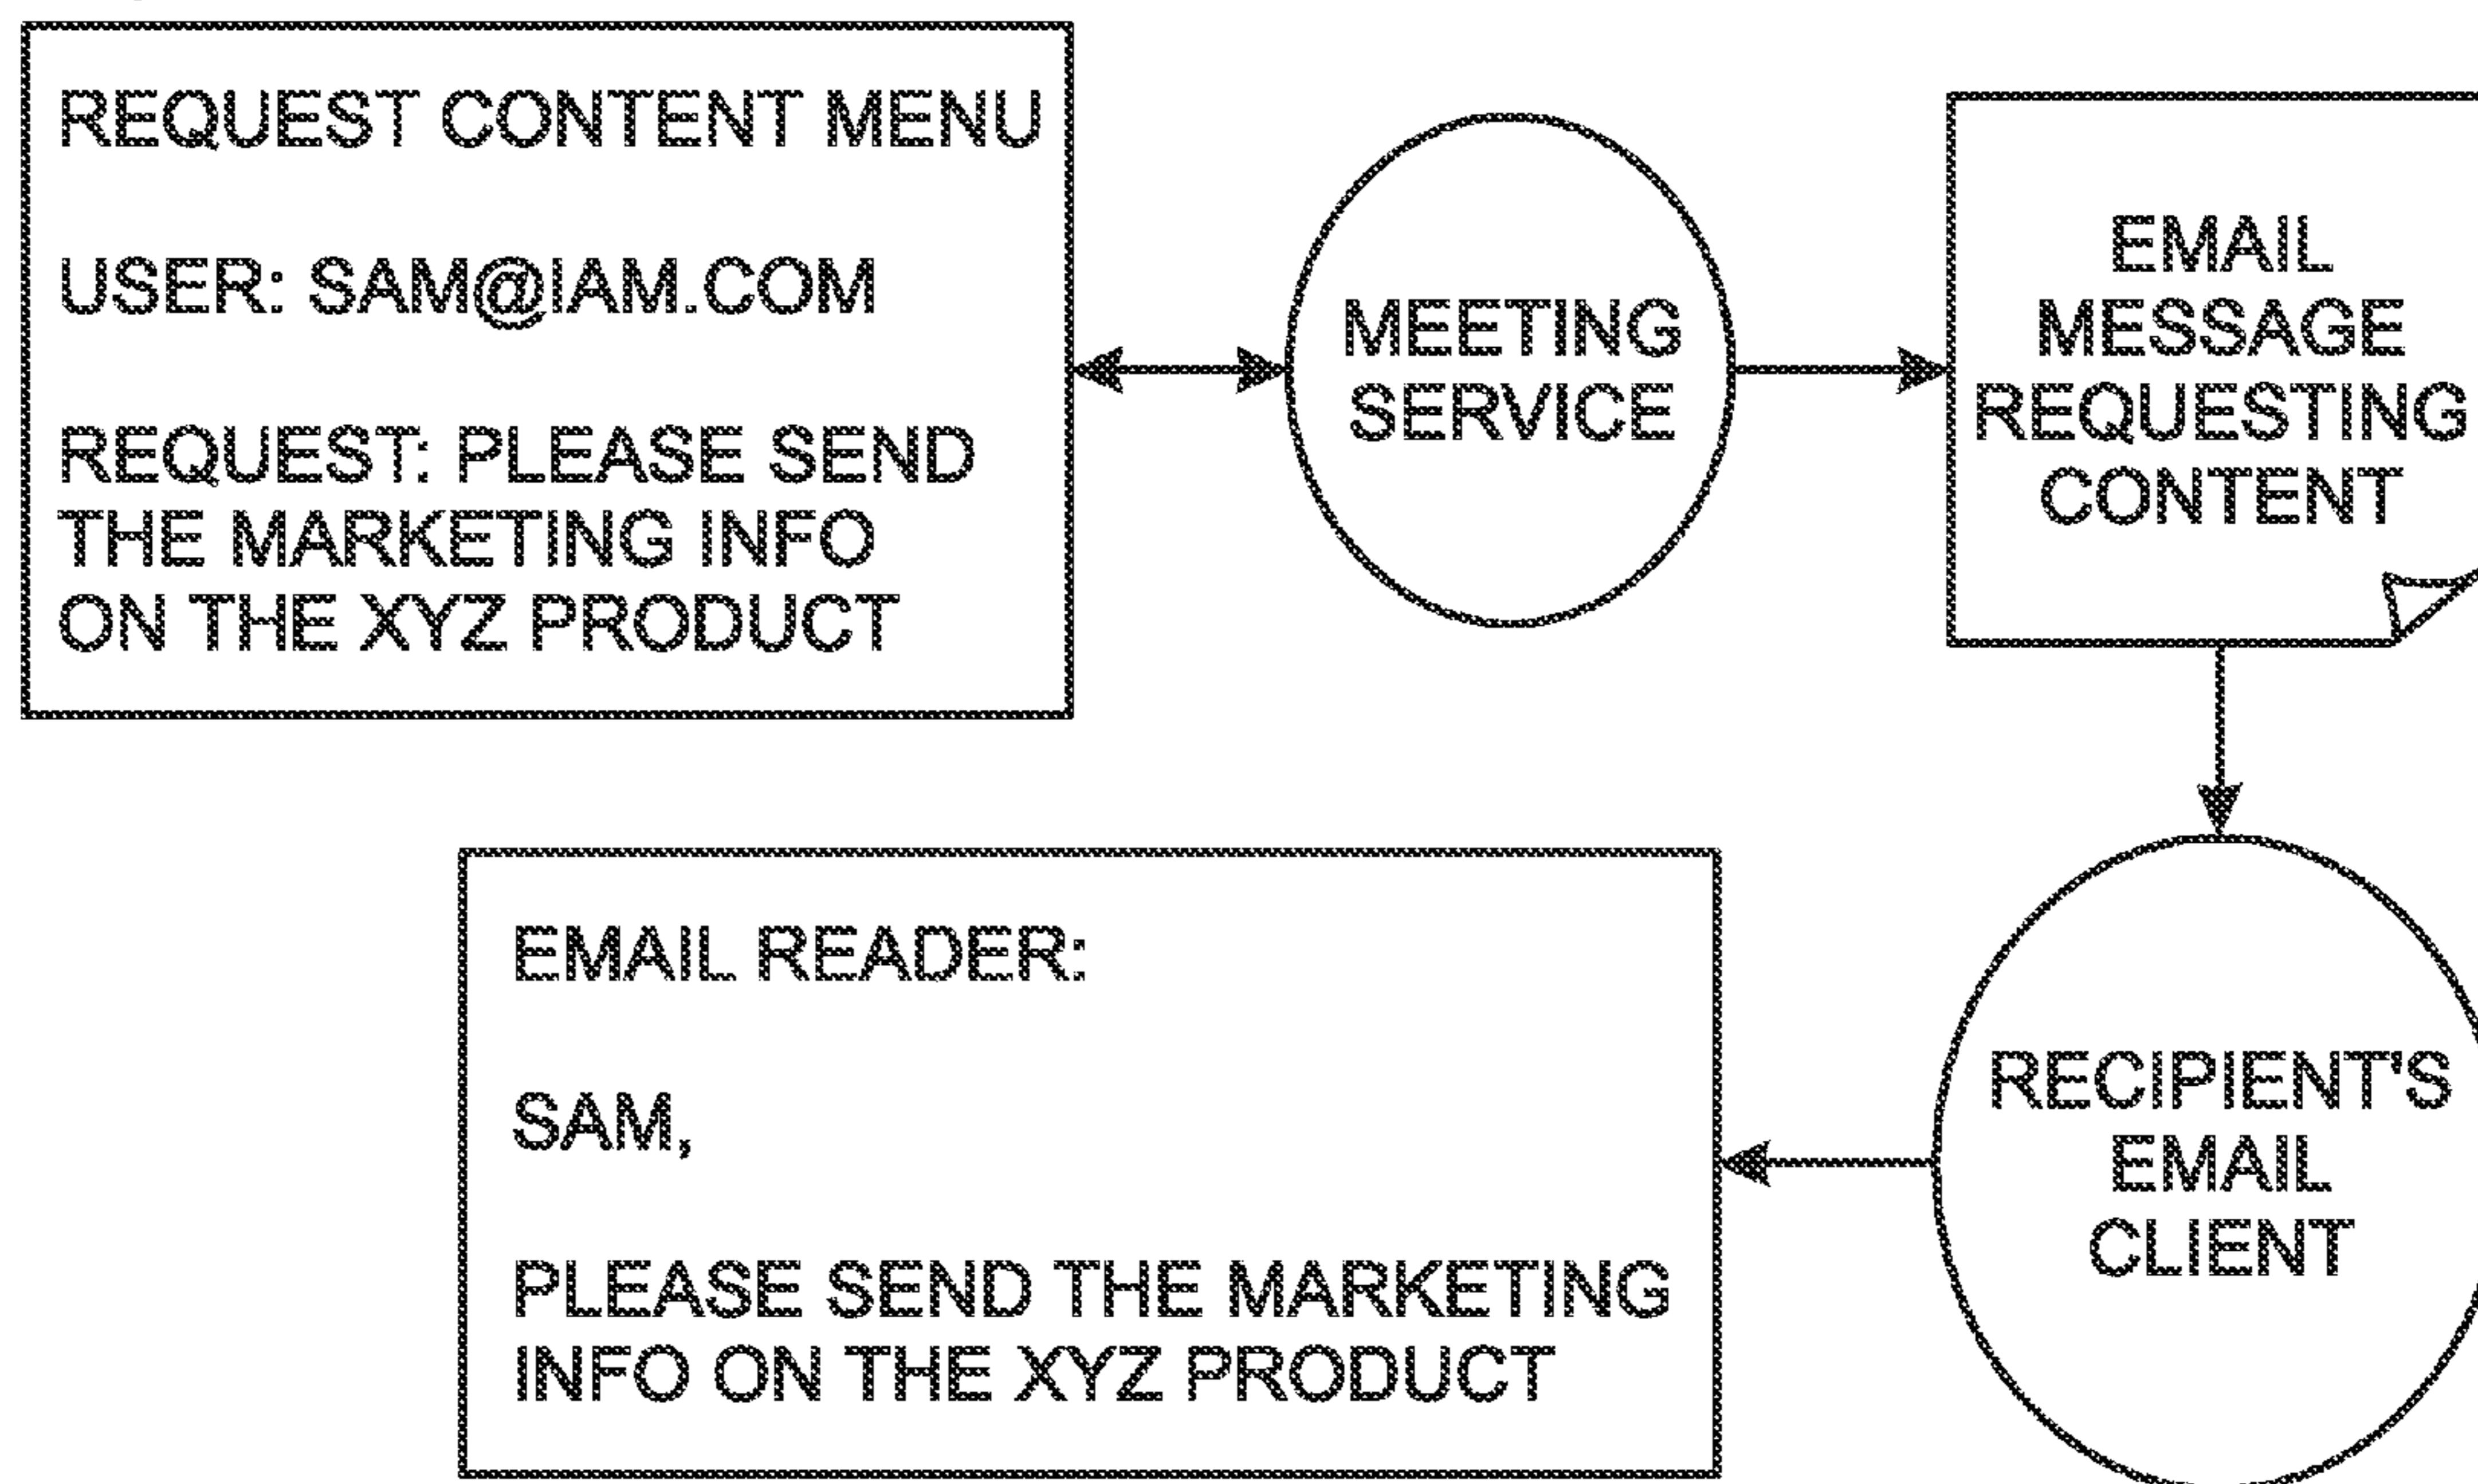 REQUEST CONTENT MENU
USER: SAM@IAM.COM
REQUEST: PLEASE SEND
THE MARKETING INFO
ON THE XYZ PRODUCT
MEETING
SERVICE
EMAIL
MESSAGE
REQUESTING
CONTENT
RECIPIENT'S
EMAIL
CLIENT
EMAIL READER:
SAM,
PLEASE SEND THE MARKETING
INFO ON THE XYZ PRODUCT